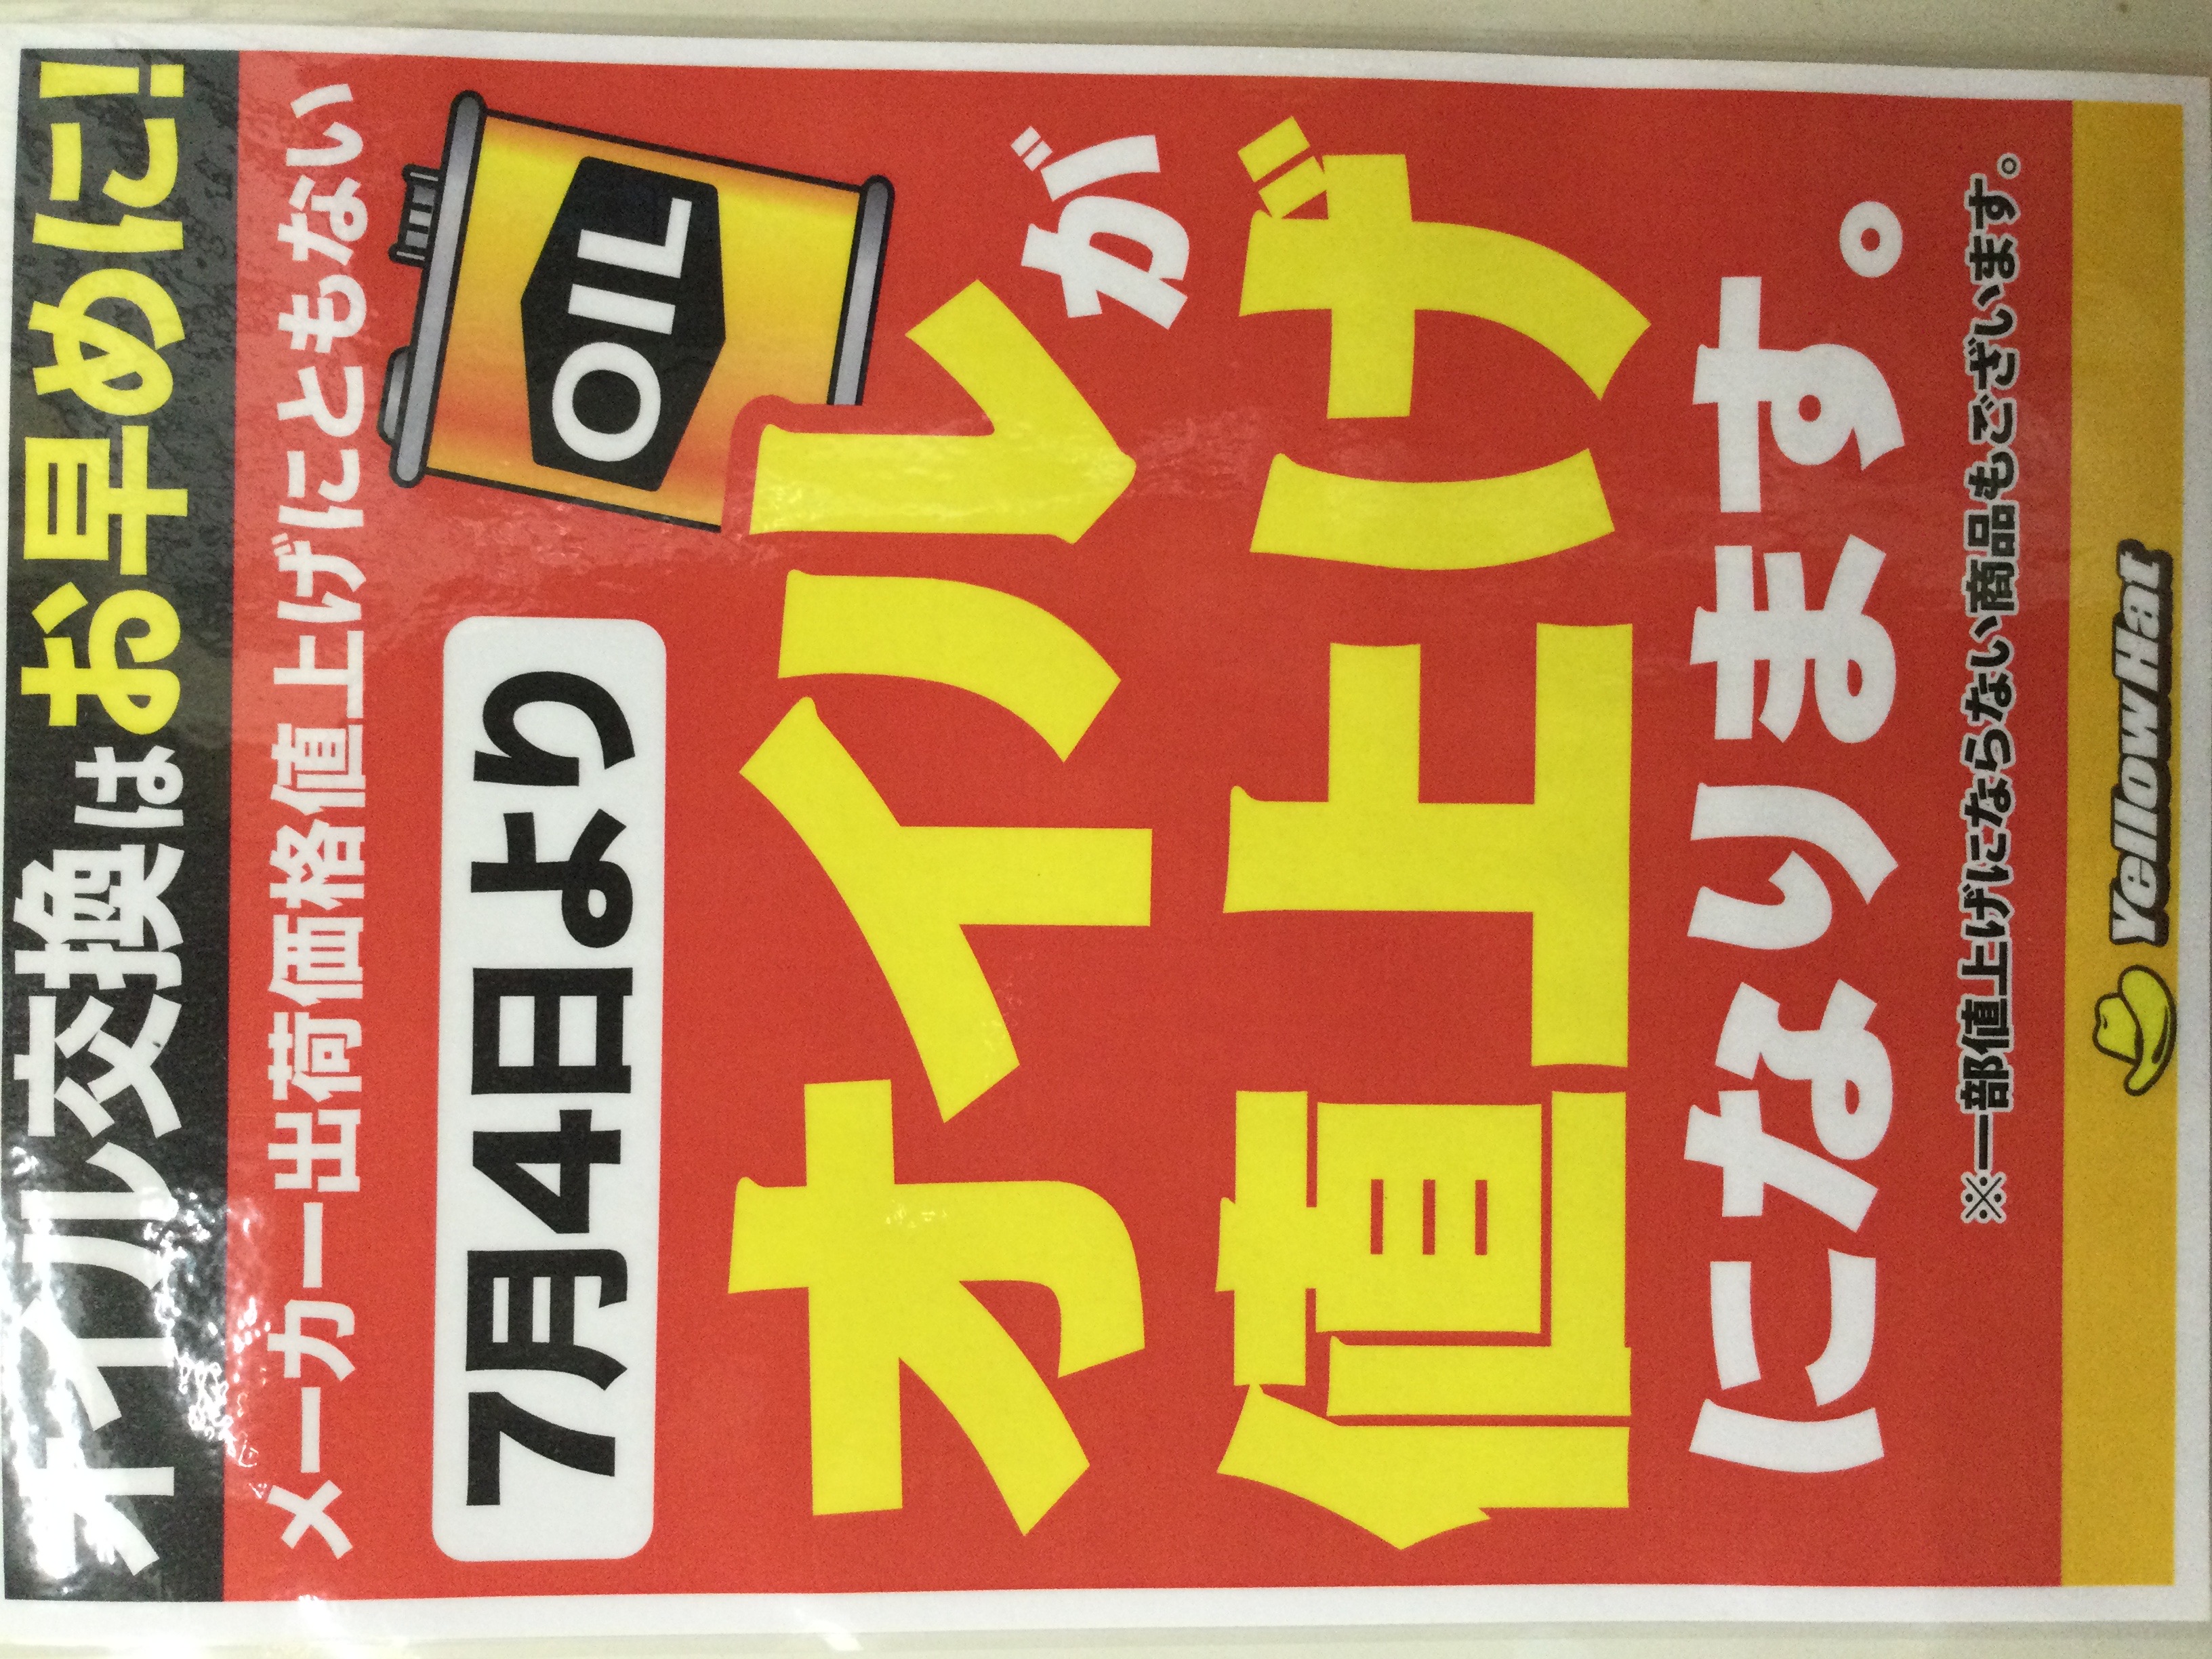 オイル交換はお早めに!
メーカー出荷価格値上げにともない
7月4日より
OIL
オイルが
値上げ
になります。
※一部値上げにならない商品もございます。
YellowHat